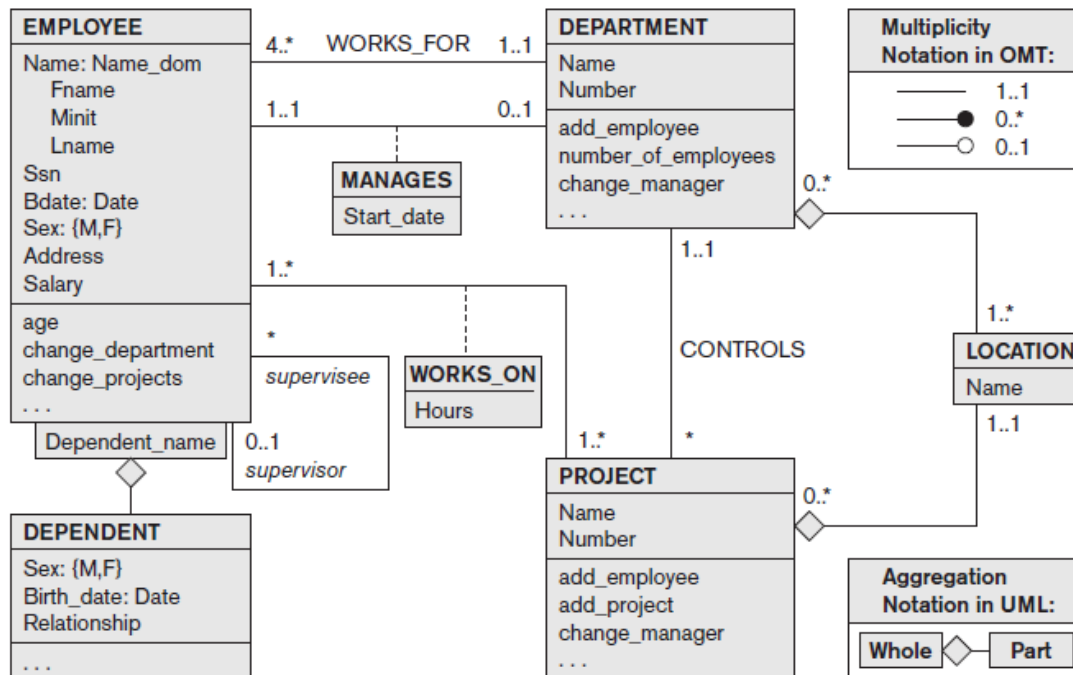 EMPLOYEE
Name: Name_dom
Fname
Minit
Lname
Ssn
Bdate: Date
Sex: {M,F}
Address
Salary
age
change_department
change_projects
. . .
Dependent_name
4..*
WORKS_FOR
1..1
1..1
0..1
MANAGES
Start_date
1..*
WORKS_ON
Hours
1..*
*
supervisee
0..1
supervisor
DEPENDENT
Sex: {M,F}
Birth_date: Date
Relationship
. . .
DEPARTMENT
Name
Number
add_employee
number_of_employees
change_manager
. . .
0..*
1..1
CONTROLS
*
1..*
LOCATION
Name
1..1
PROJECT
Name
Number
add_employee
add_project
change_manager
. . .
0..*
Multiplicity
Notation in OMT:
1..1
0..*
0..1
Aggregation
Notation in UML:
Whole
Part